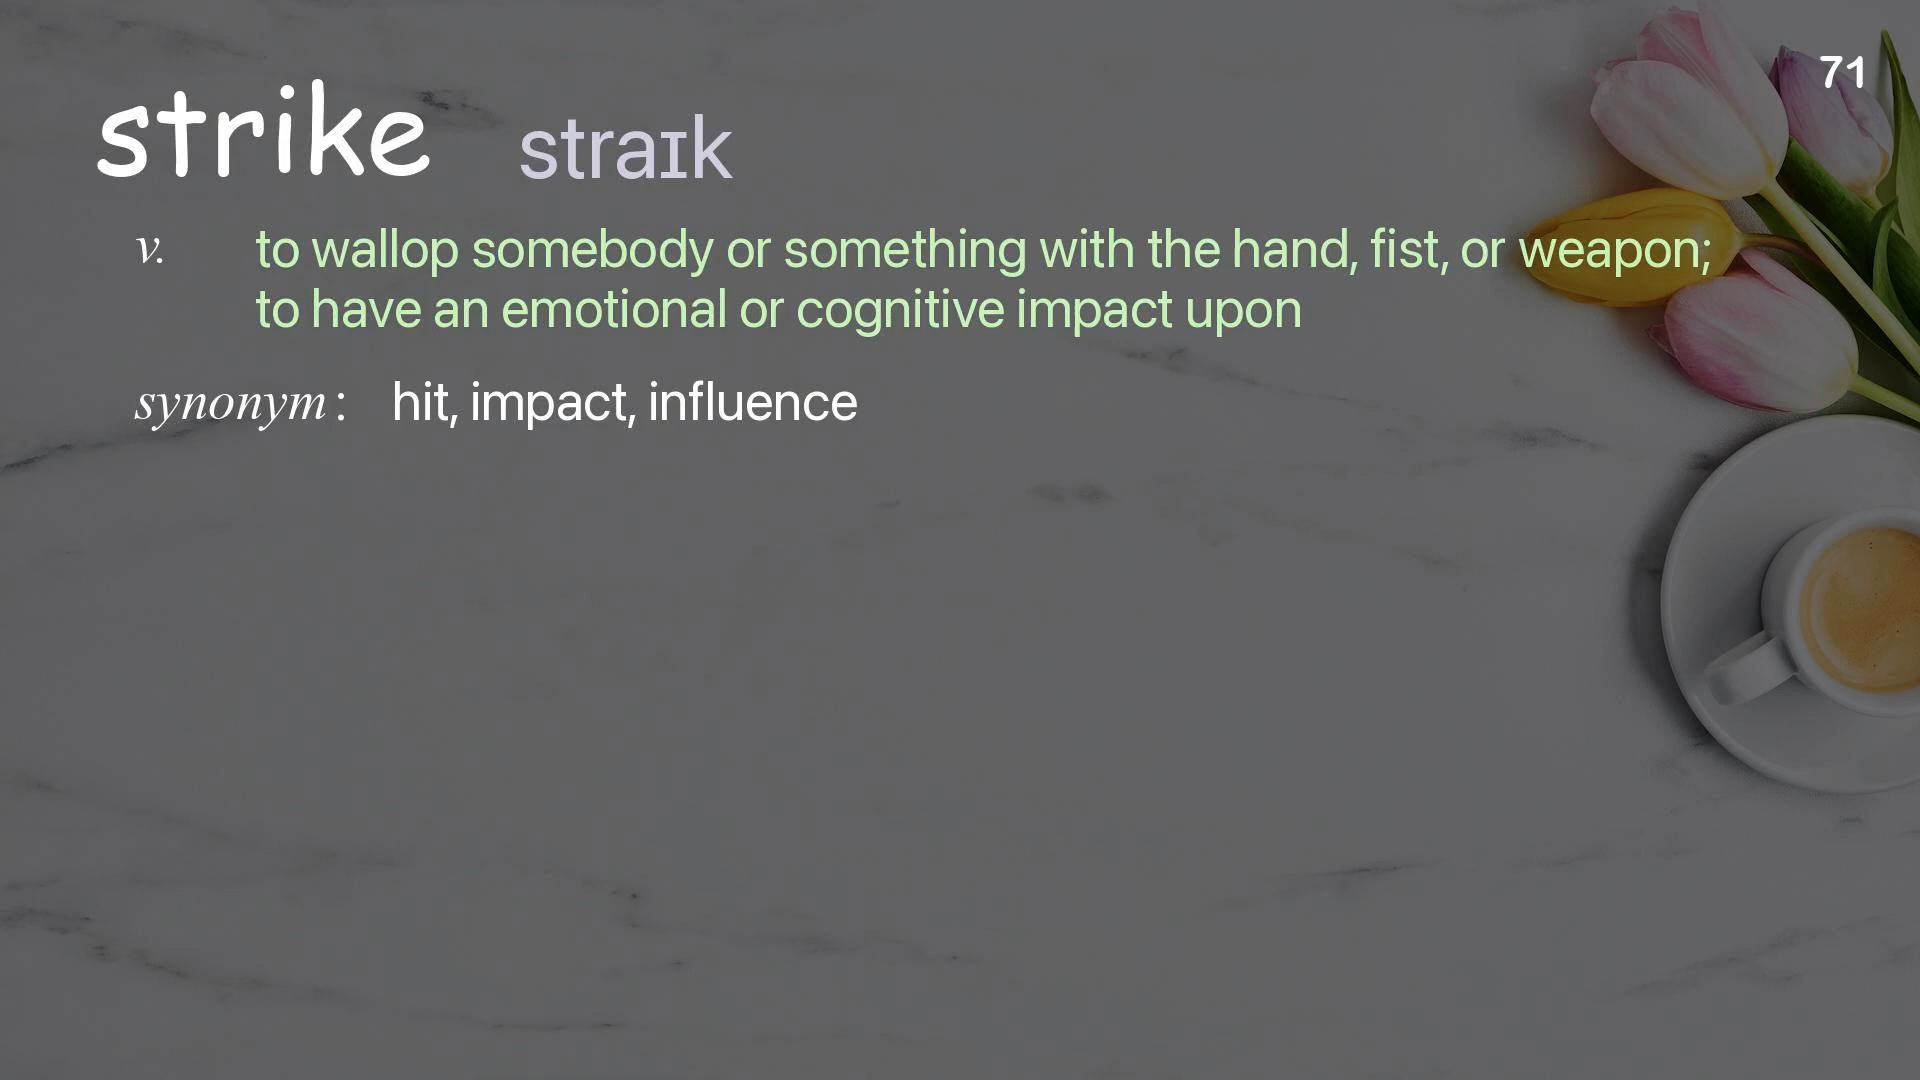 71
strike straɪk
v. to wallop somebody or something with the hand, fist, or weapon;
to have an emotional or cognitive impact upon
synonym : hit, impact, influence